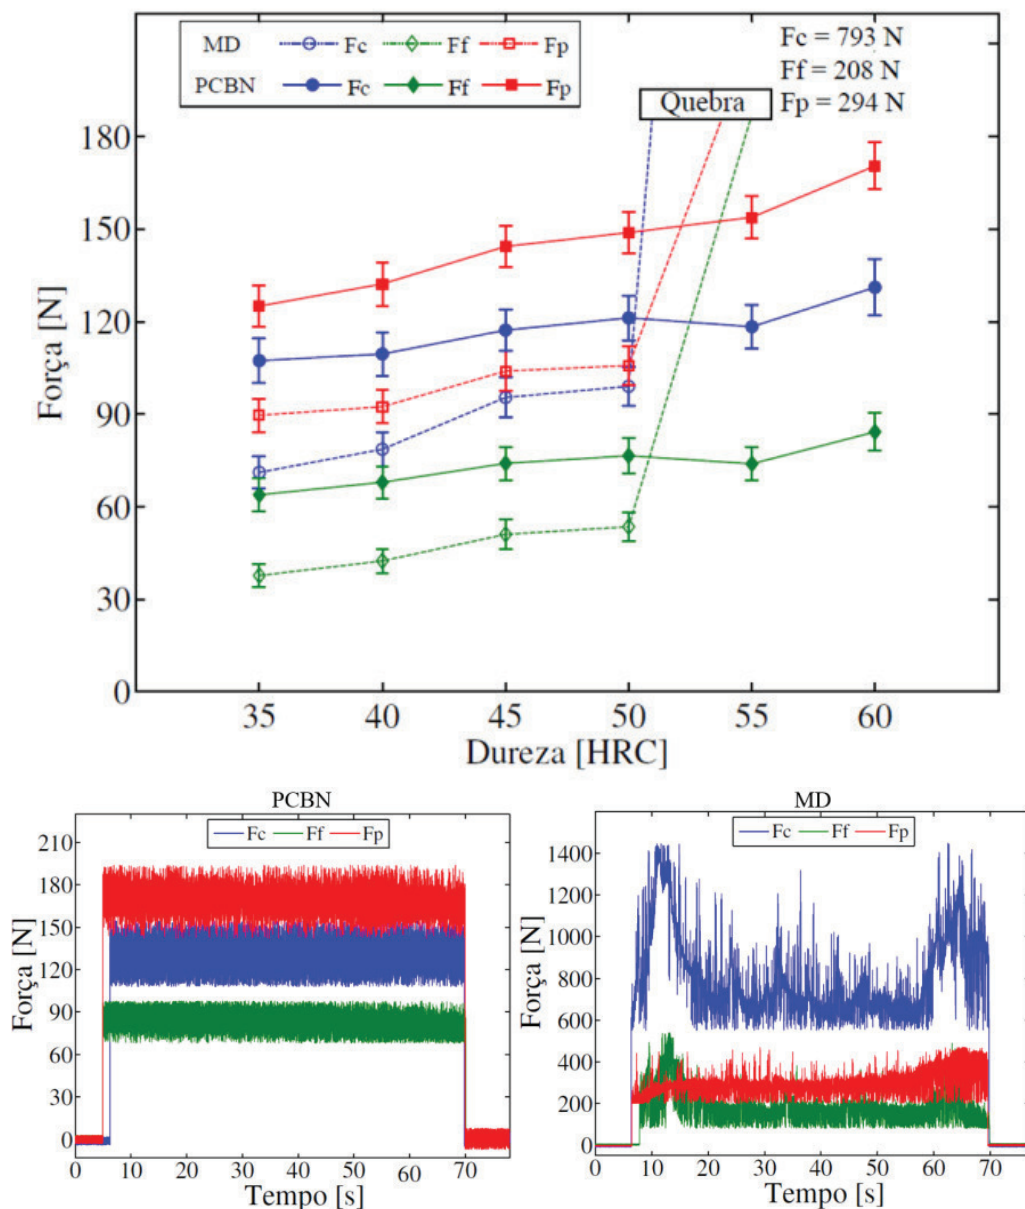 MD Fc Ff Fp
PCBN Fc Ff Fp
Fc = 793 N
Ff = 208 N
Fp = 294 N
Quebra
180
150
120
90
60
30
0
Força [N]
35 40 45 50 55 60
Dureza [HRC]
PCBN
Fc Ff Fp
210
180
150
120
90
60
30
0
Força [N]
0 10 20 30 40 50 60 70
Tempo [s]
MD
Fc Ff Fp
1400
1200
1000
800
600
400
200
0
Força [N]
0 10 20 30 40 50 60 70
Tempo [s]